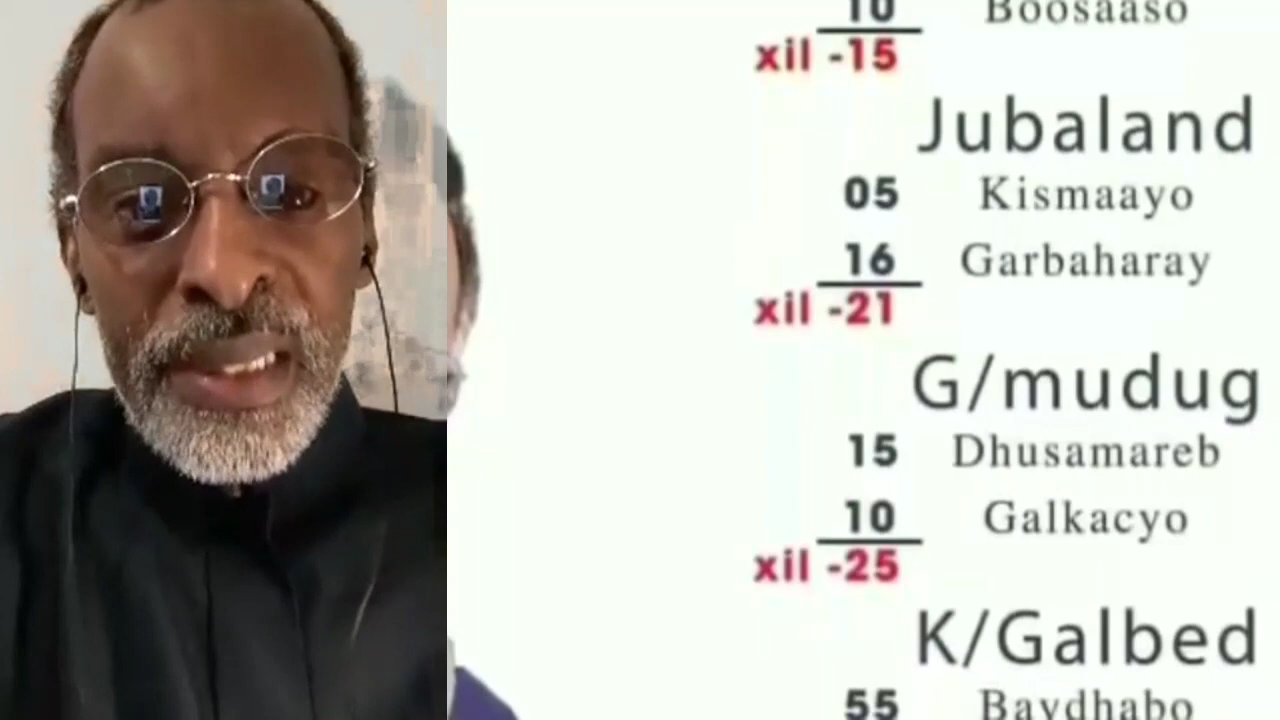 10 Boosaaso
xil -15
Jubaland
05 Kismaayo
16 Garbaharay
xil -21
G/mudug
15 Dhusamareb
10 Galkacyo
xil -25
K/Galbed
55 Baydhabo